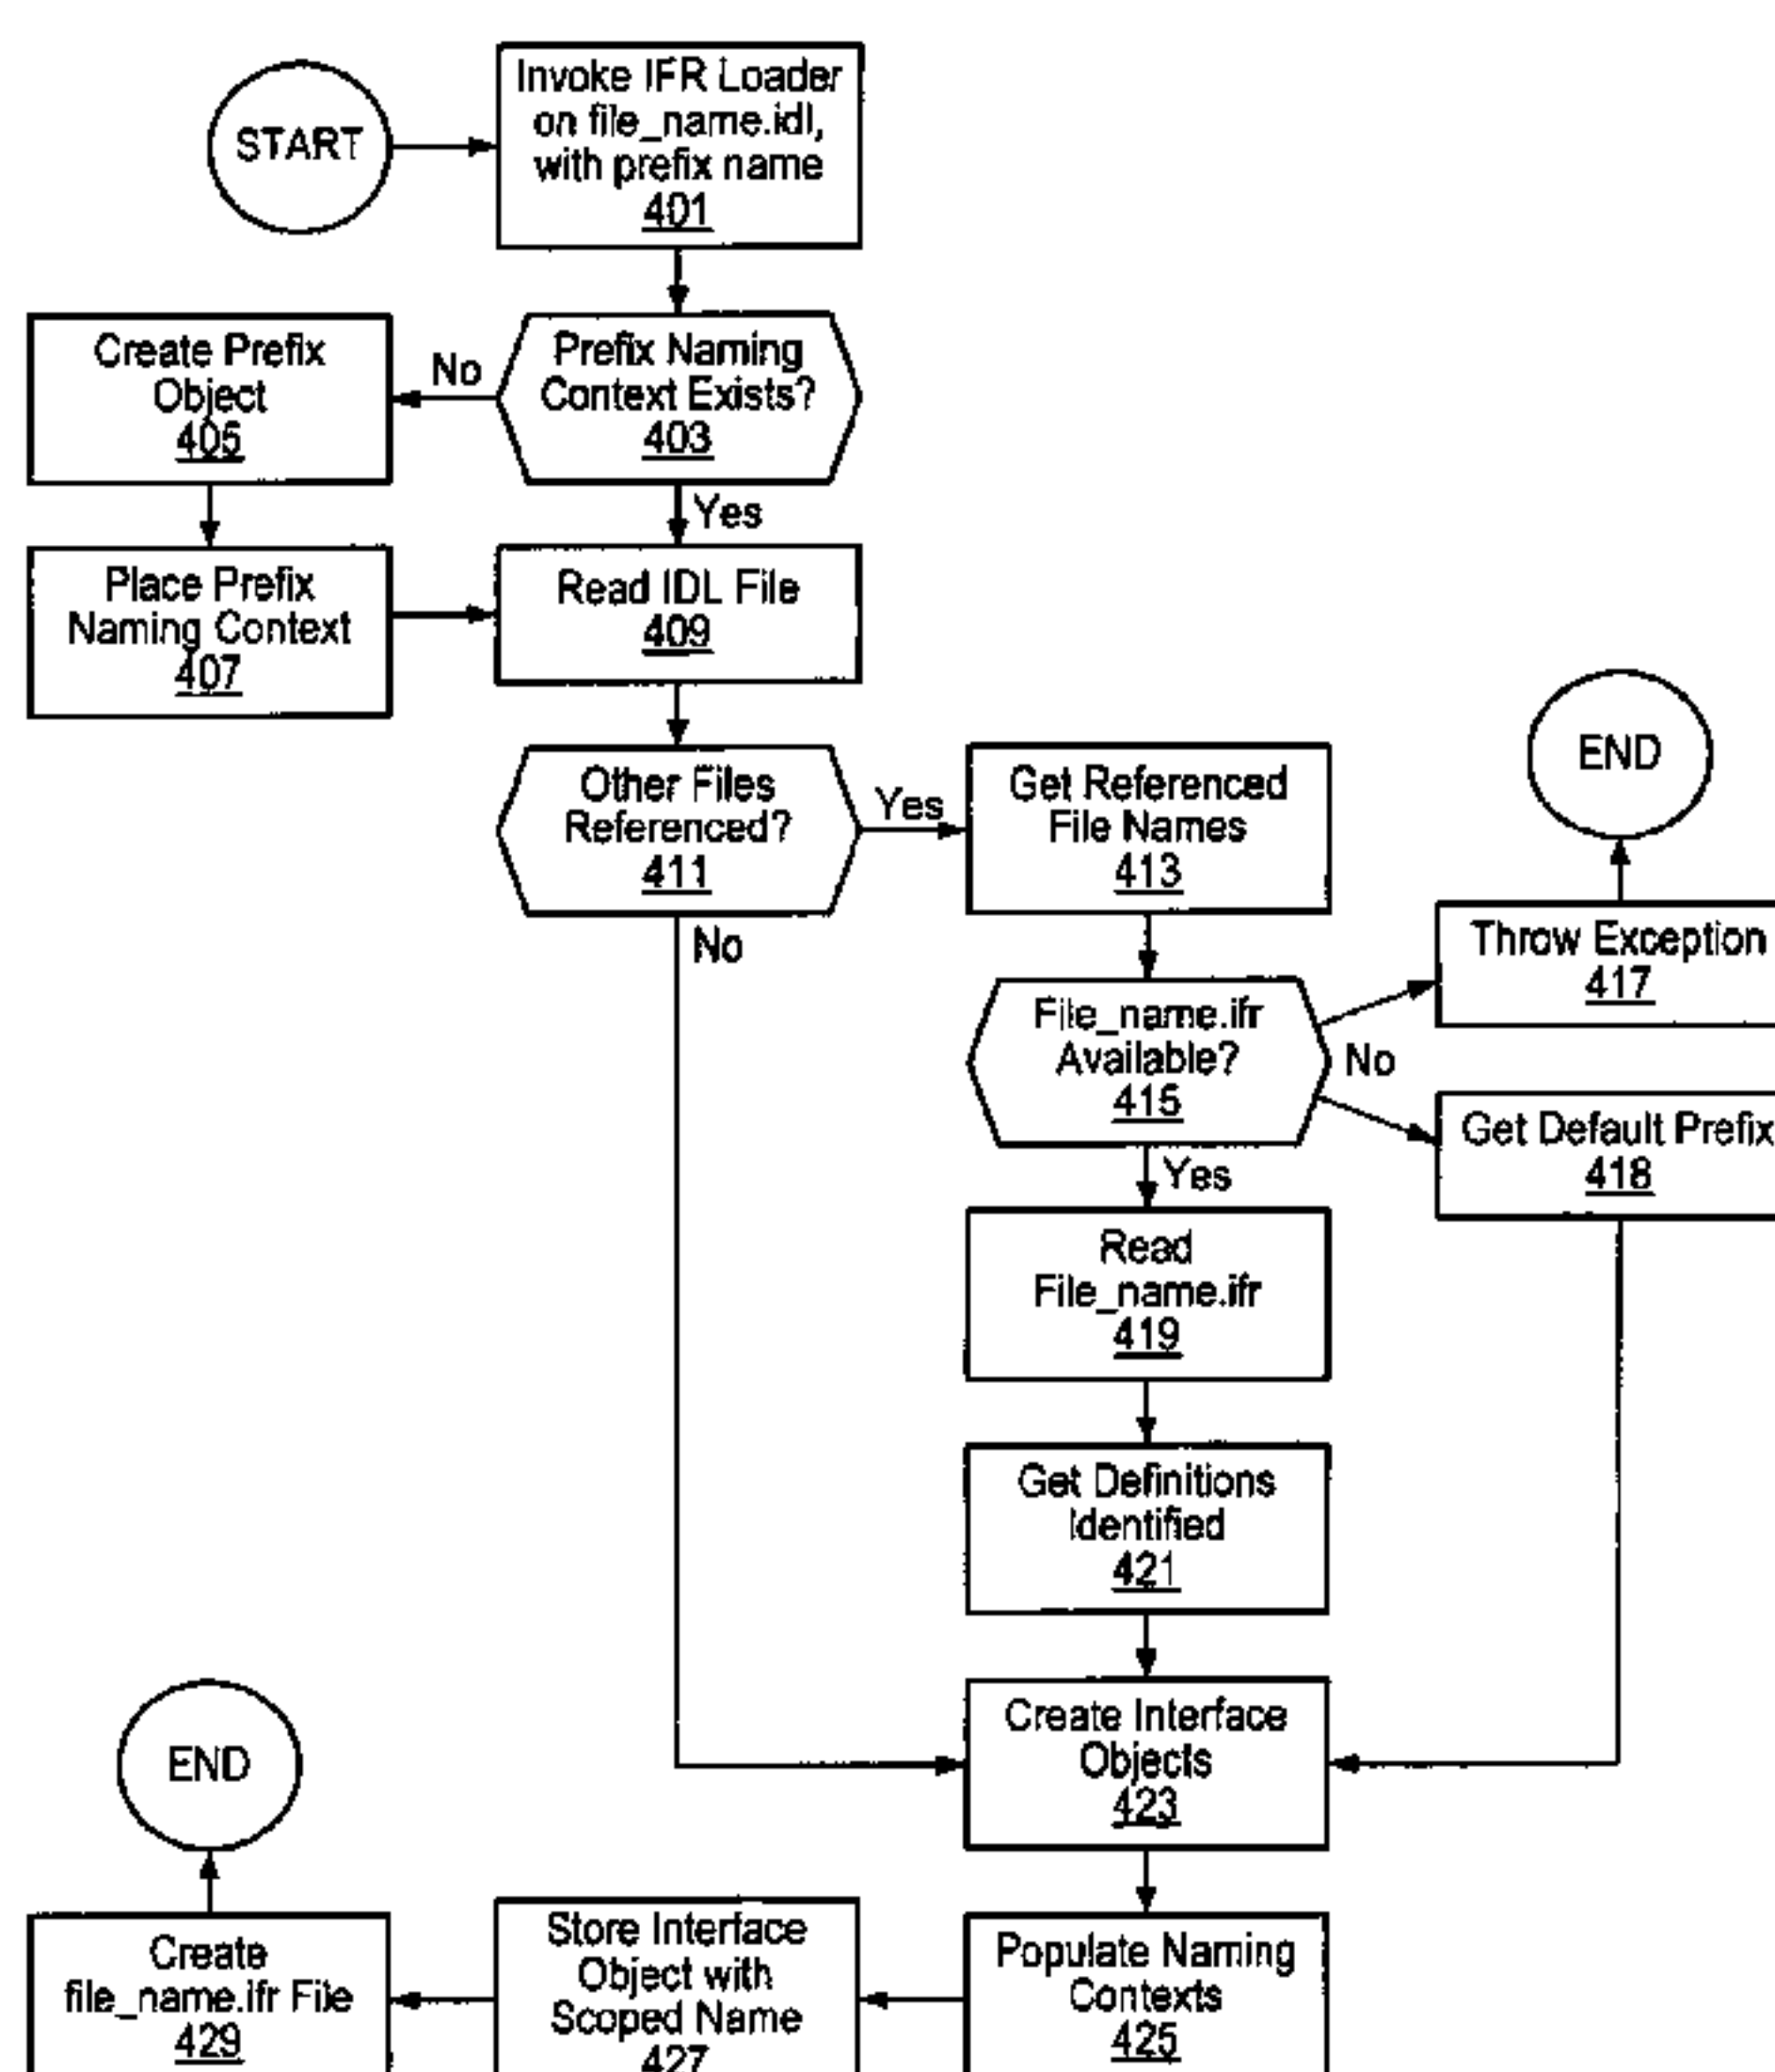 START
Invoke IFR Loader
on file_name.idl,
with prefix name
401
Create Prefix
Object
405
No
Prefix Naming
Context Exists?
403
Yes
Place Prefix
Naming Context
407
Read IDL File
409
Other Files
Referenced?
411
Yes
Get Referenced
File Names
413
END
No
Throw Exception
417
File_name.ifr
Available?
415
No
Get Default Prefix
418
Yes
Read
File_name.ifr
419
Get Definitions
Identified
421
Create Interface
Objects
423
END
Create
file_name.ifr File
429
Store Interface
Object with
Scoped Name
427
Populate Naming
Contexts
425